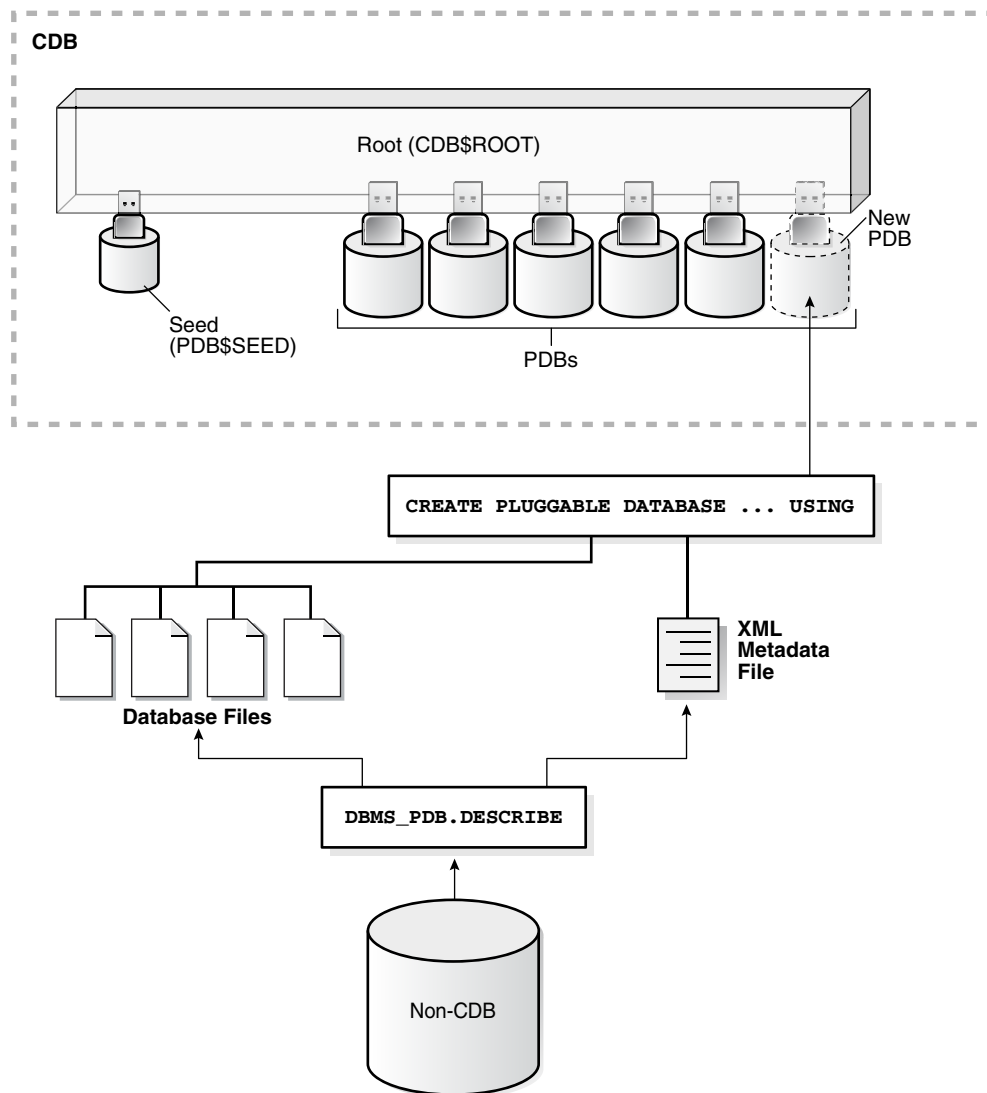 CDB
Root (CDB$ROOT)
New
PDB
Seed
(PDB$SEED)
PDBs
CREATE PLUGGABLE DATABASE ... USING
XML
Metadata
File
Database Files
DBMS_PDB.DESCRIBE
Non-CDB